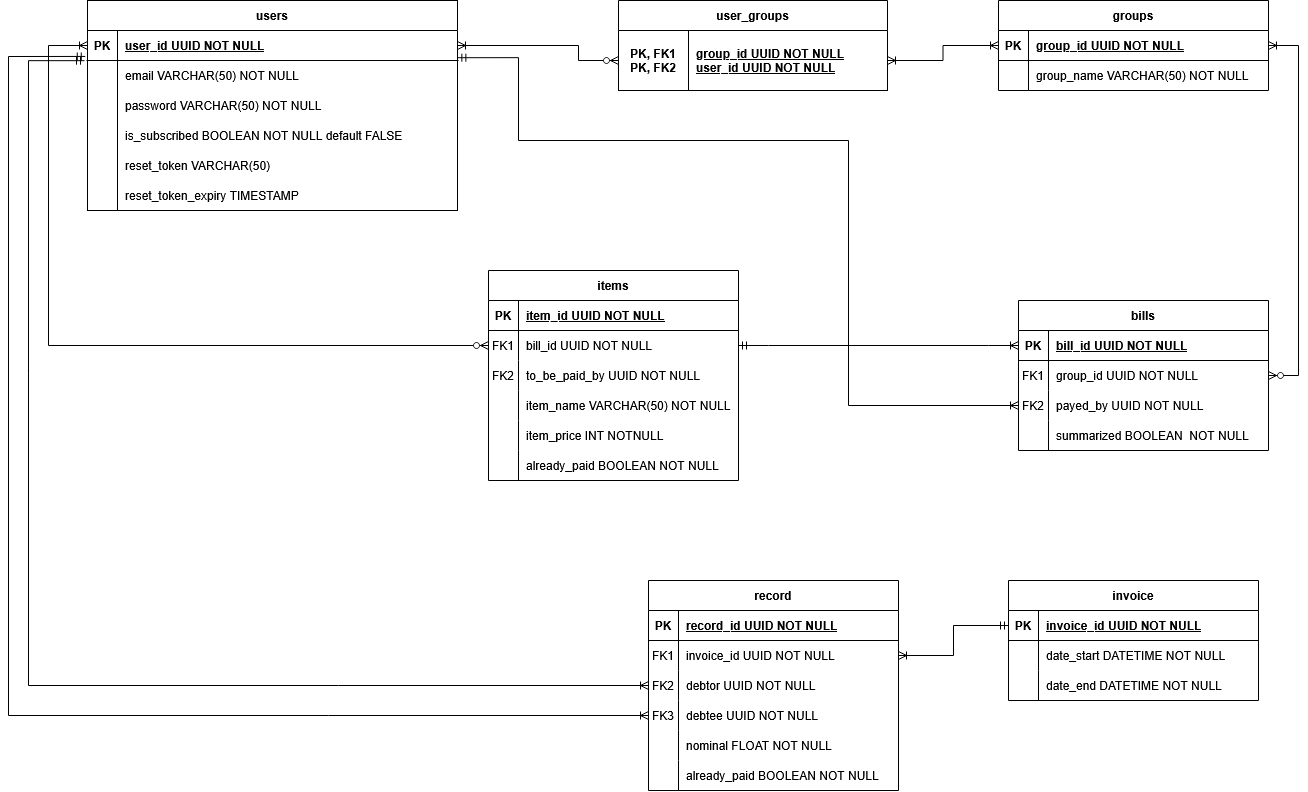 users
PK user_id UUID NOT NULL
email VARCHAR(50) NOT NULL
password VARCHAR(50) NOT NULL
is_subscribed BOOLEAN NOT NULL default FALSE
reset_token VARCHAR(50)
reset_token_expiry TIMESTAMP
user_groups
PK, FK1 group_id UUID NOT NULL
PK, FK2 user_id UUID NOT NULL
groups
PK group_id UUID NOT NULL
group_name VARCHAR(50) NOT NULL
items
PK item_id UUID NOT NULL
FK1 bill_id UUID NOT NULL
FK2 to_be_paid_by UUID NOT NULL
item_name VARCHAR(50) NOT NULL
item_price INT NOTNULL
already_paid BOOLEAN NOT NULL
bills
PK bill_id UUID NOT NULL
FK1 group_id UUID NOT NULL
FK2 payed_by UUID NOT NULL
summarized BOOLEAN  NOT NULL
record
PK record_id UUID NOT NULL
FK1 invoice_id UUID NOT NULL
FK2 debtor UUID NOT NULL
FK3 debtee UUID NOT NULL
nominal FLOAT NOT NULL
already_paid BOOLEAN NOT NULL
invoice
PK invoice_id UUID NOT NULL
date_start DATETIME NOT NULL
date_end DATETIME NOT NULL